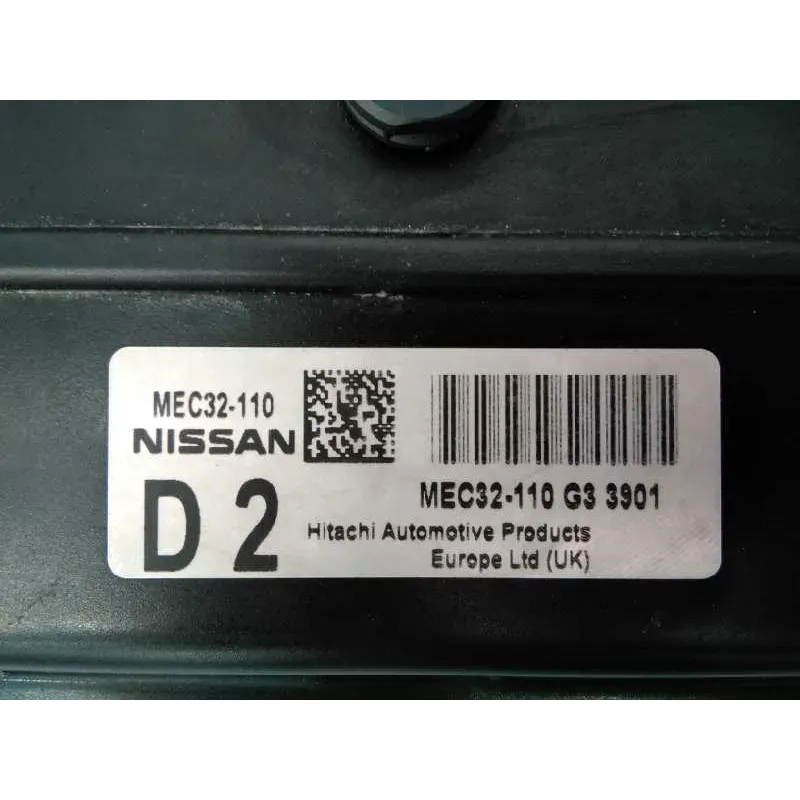 MEC32-110
NISSAN
D 2
MEC32-110 G3 3901
Hitachi Automotive Products
Europe Ltd (UK)